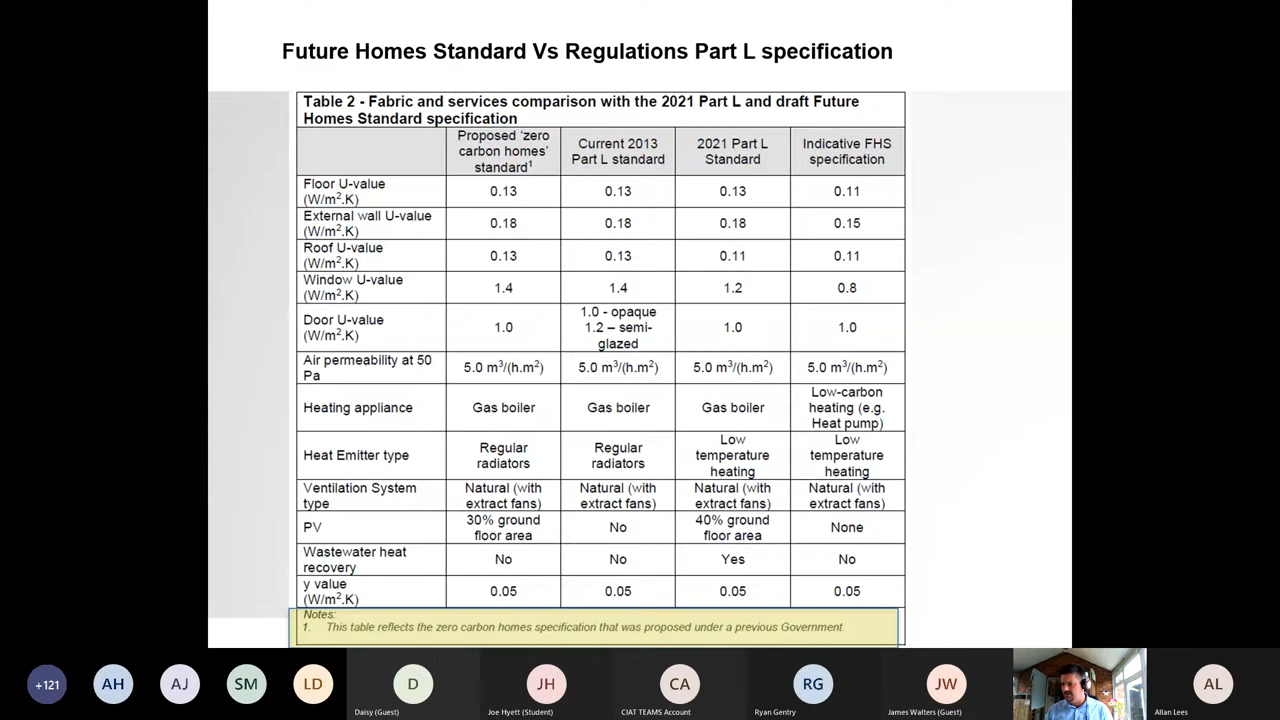 Future Homes Standard Vs Regulations Part L specification
Table 2 - Fabric and services comparison with the 2021 Part L and draft Future
Homes Standard specification
Proposed ‘zero
carbon homes’
standard¹
Current 2013
Part L standard
2021 Part L
Standard
Indicative FHS
specification
Floor U-value
(W/m².K)
0.13
0.13
0.13
0.11
External wall U-value
(W/m².K)
0.18
0.18
0.18
0.15
Roof U-value
(W/m².K)
0.13
0.13
0.11
0.11
Window U-value
(W/m².K)
1.4
1.4
1.2
0.8
Door U-value
(W/m².K)
1.0
1.0 - opaque
1.2 – semi-
glazed
1.0
1.0
Air permeability at 50
Pa
5.0 m³/(h.m²)
5.0 m³/(h.m²)
5.0 m³/(h.m²)
5.0 m³/(h.m²)
Heating appliance
Gas boiler
Gas boiler
Gas boiler
Low-carbon
heating (e.g.
Heat pump)
Heat Emitter type
Regular
radiators
Regular
radiators
Low
temperature
heating
Low
temperature
heating
Ventilation System
type
Natural (with
extract fans)
Natural (with
extract fans)
Natural (with
extract fans)
Natural (with
extract fans)
PV
30% ground
floor area
No
40% ground
floor area
None
Wastewater heat
recovery
No
No
Yes
No
y value
(W/m².K)
0.05
0.05
0.05
0.05
Notes:
1. This table reflects the zero carbon homes specification that was proposed under a previous Government.
+121
AH
AJ
SM
LD
D
Daisy (Guest)
JH
Joe Hyett (Student)
CA
CIAT TEAMS Account
RG
Ryan Gentry
JW
James Walters (Guest)
AL
Allan Lees